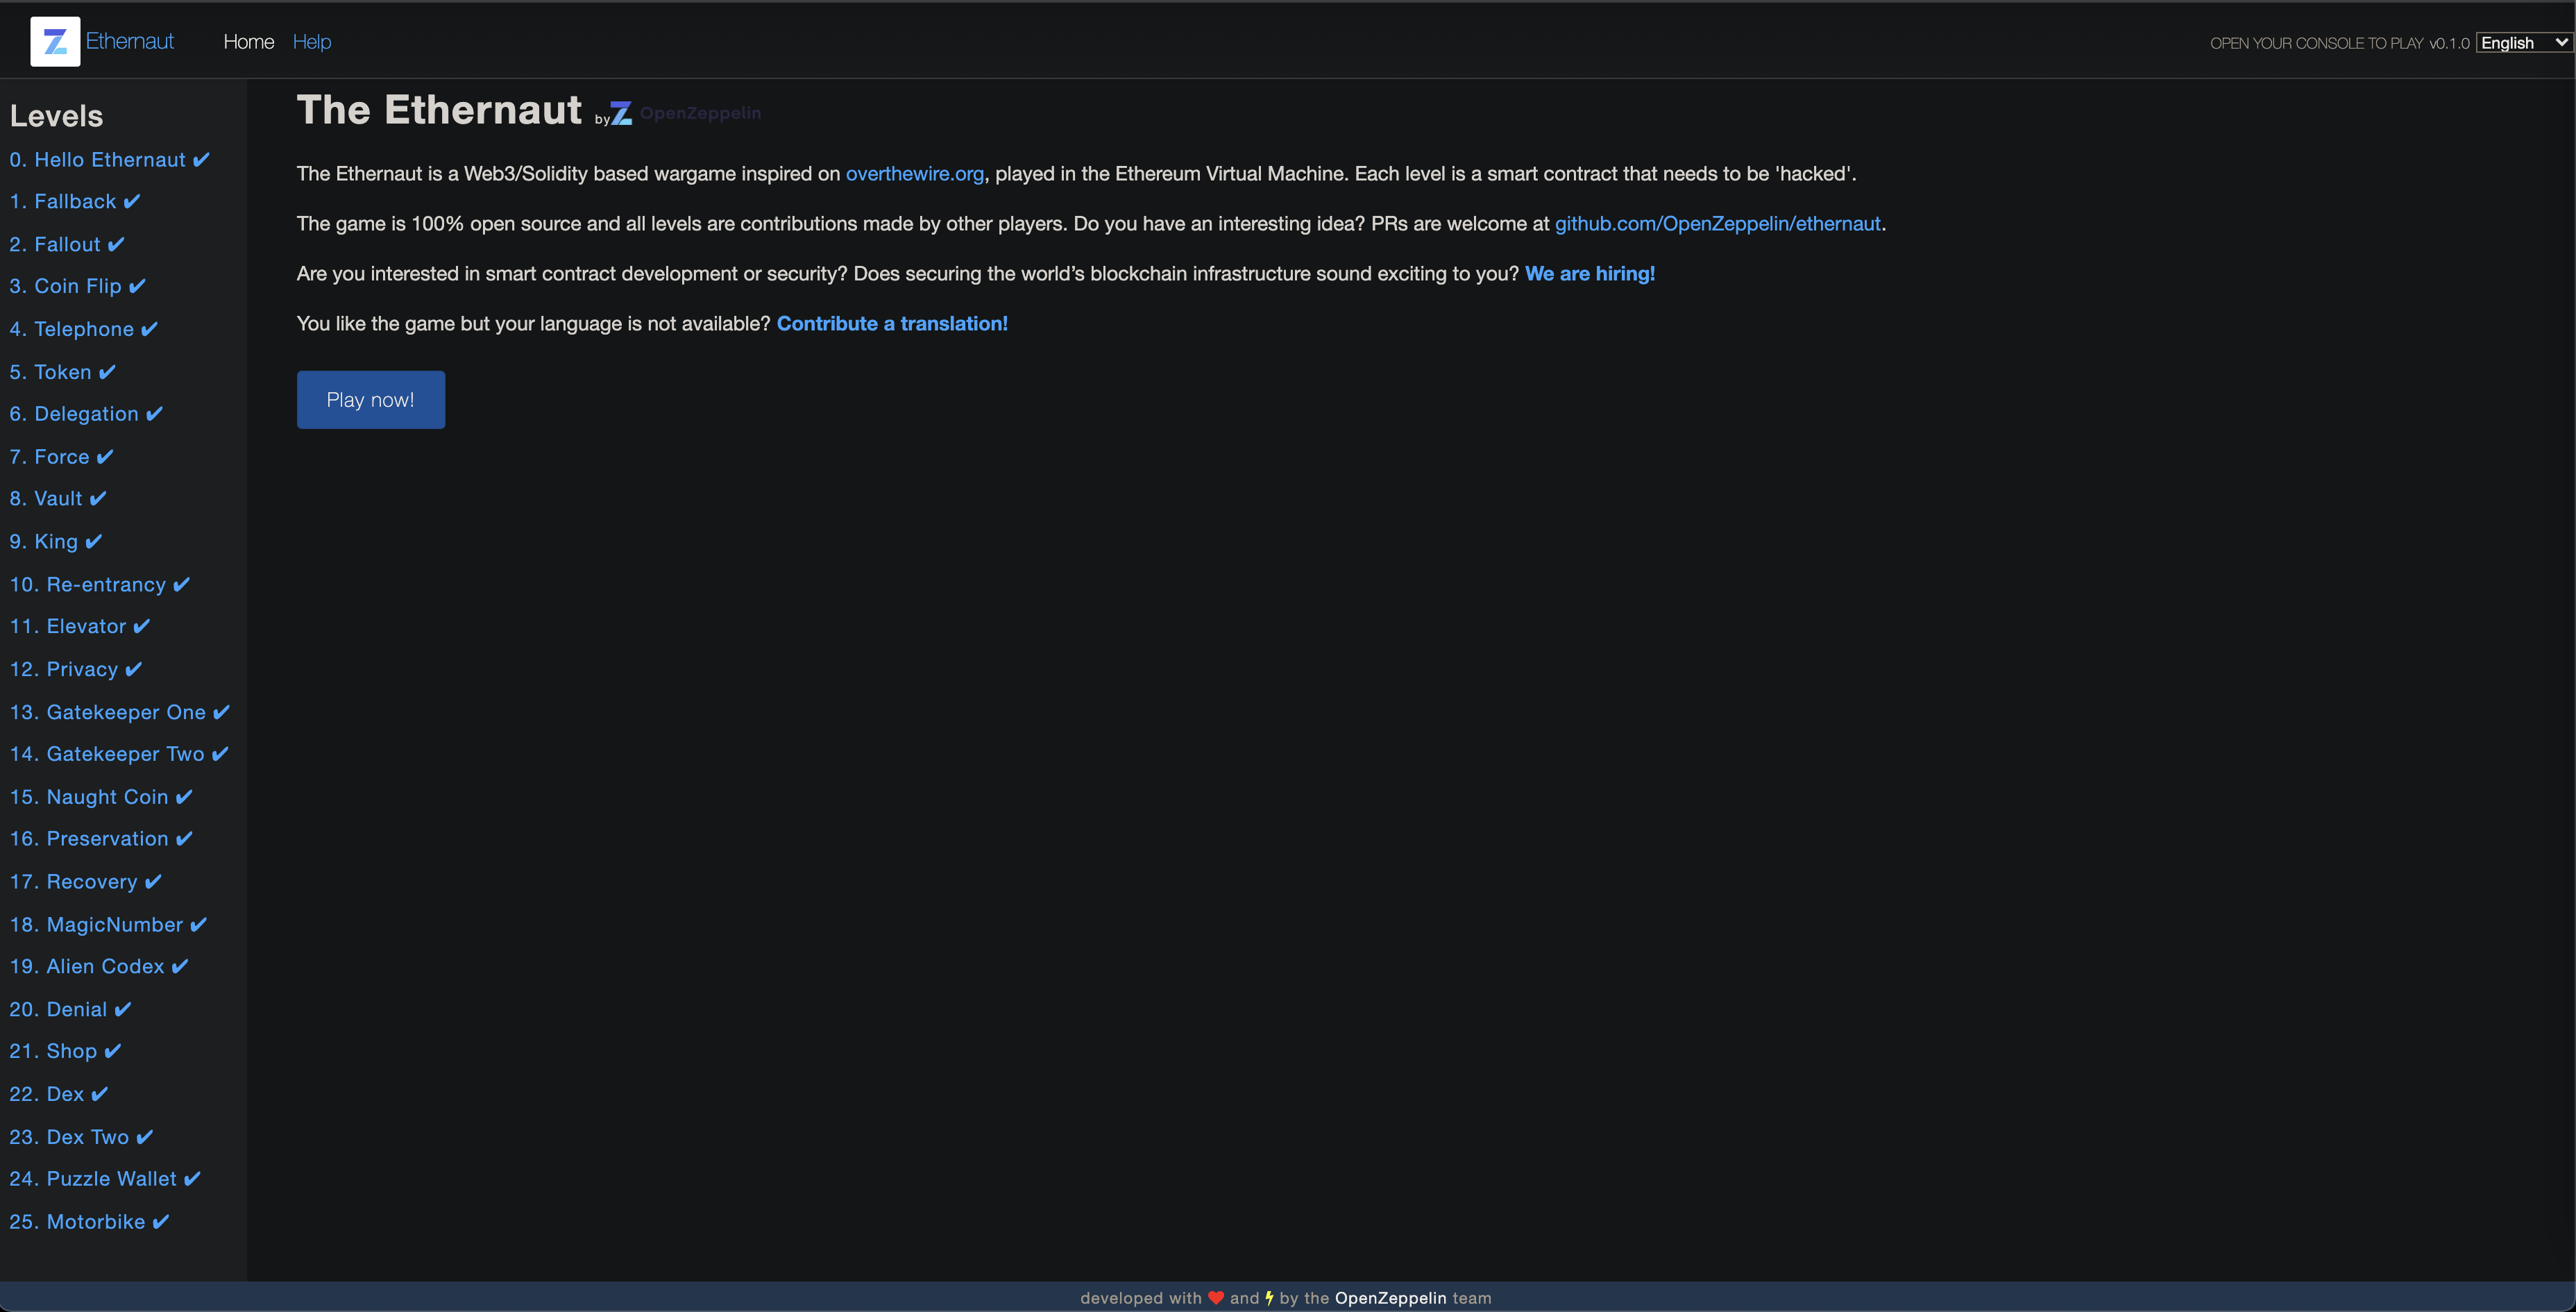 Ethernaut Home Help OPEN YOUR CONSOLE TO PLAY v0.1.0 English
Levels
0. Hello Ethernaut ✔
1. Fallback ✔
2. Fallout ✔
3. Coin Flip ✔
4. Telephone ✔
5. Token ✔
6. Delegation ✔
7. Force ✔
8. Vault ✔
9. King ✔
10. Re-entrancy ✔
11. Elevator ✔
12. Privacy ✔
13. Gatekeeper One ✔
14. Gatekeeper Two ✔
15. Naught Coin ✔
16. Preservation ✔
17. Recovery ✔
18. MagicNumber ✔
19. Alien Codex ✔
20. Denial ✔
21. Shop ✔
22. Dex ✔
23. Dex Two ✔
24. Puzzle Wallet ✔
25. Motorbike ✔
The Ethernaut by OpenZeppelin
The Ethernaut is a Web3/Solidity based wargame inspired on overthewire.org, played in the Ethereum Virtual Machine. Each level is a smart contract that needs to be 'hacked'.
The game is 100% open source and all levels are contributions made by other players. Do you have an interesting idea? PRs are welcome at github.com/OpenZeppelin/ethernaut.
Are you interested in smart contract development or security? Does securing the world’s blockchain infrastructure sound exciting to you? We are hiring!
You like the game but your language is not available? Contribute a translation!
Play now!
developed with ❤ and ⚡ by the OpenZeppelin team